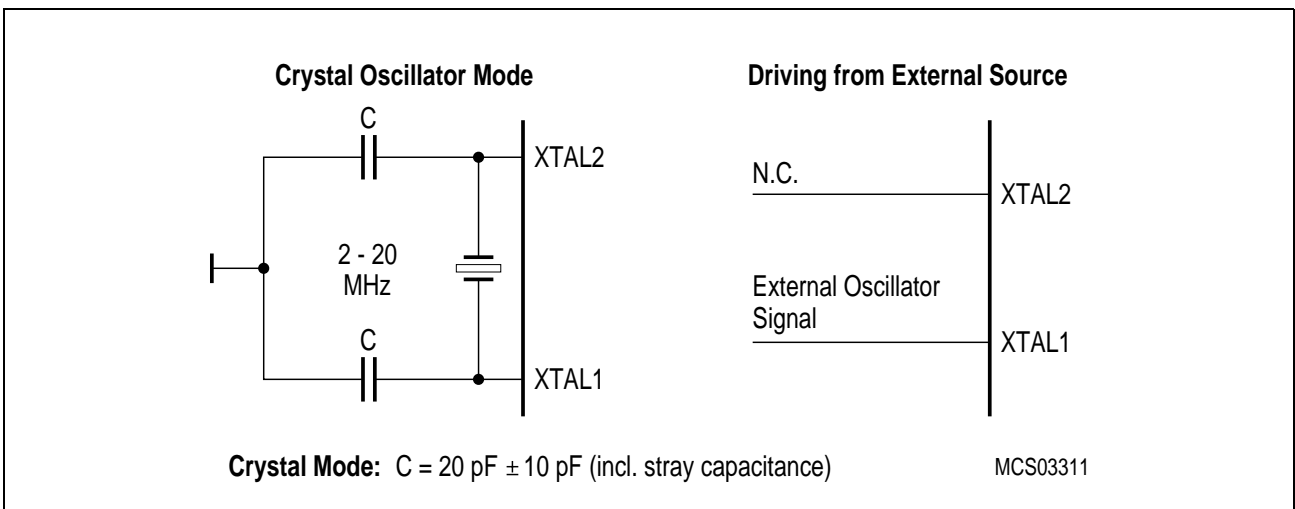 Crystal Oscillator Mode
C
XTAL2
2 - 20
MHz
C
XTAL1
Driving from External Source
N.C.
XTAL2
External Oscillator
Signal
XTAL1
Crystal Mode: C = 20 pF ± 10 pF (incl. stray capacitance)
MCS03311